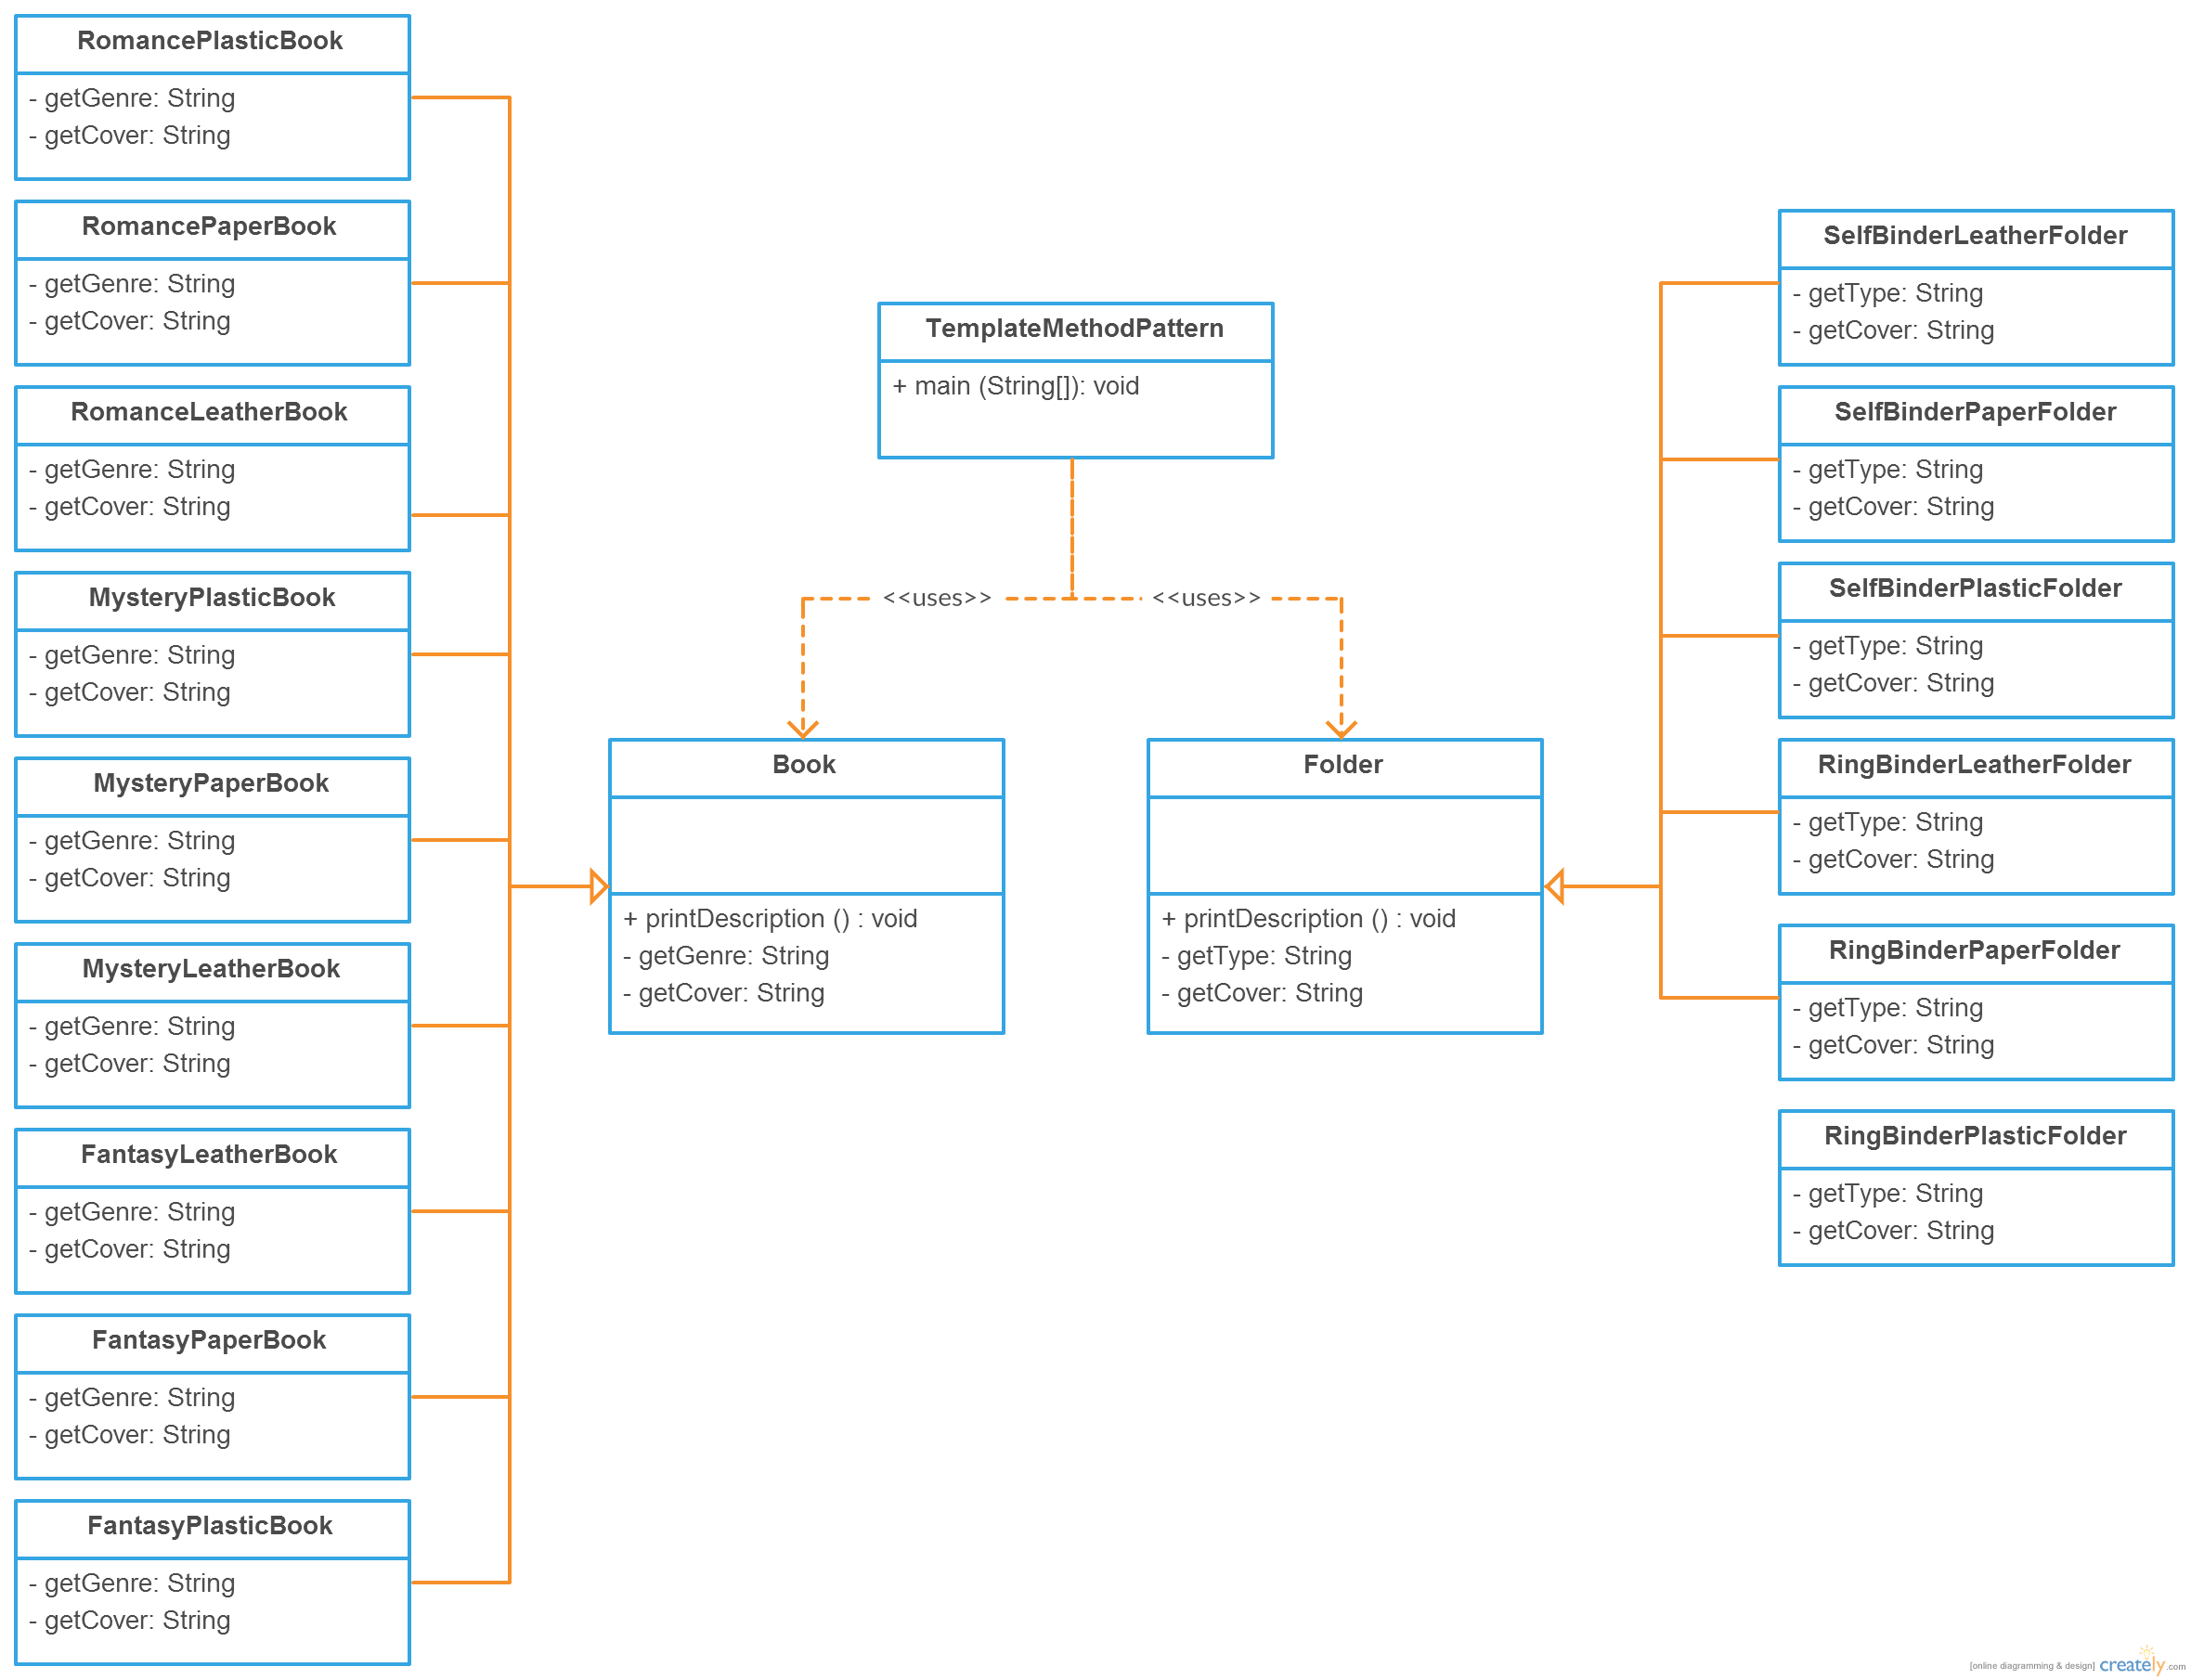 RomancePlasticBook
- getGenre: String
- getCover: String
RomancePaperBook
- getGenre: String
- getCover: String
RomanceLeatherBook
- getGenre: String
- getCover: String
MysteryPlasticBook
- getGenre: String
- getCover: String
MysteryPaperBook
- getGenre: String
- getCover: String
MysteryLeatherBook
- getGenre: String
- getCover: String
FantasyLeatherBook
- getGenre: String
- getCover: String
FantasyPaperBook
- getGenre: String
- getCover: String
FantasyPlasticBook
- getGenre: String
- getCover: String
TemplateMethodPattern
+ main (String[]): void
<<uses>>
<<uses>>
Book
+ printDescription () : void
- getGenre: String
- getCover: String
Folder
+ printDescription () : void
- getType: String
- getCover: String
SelfBinderLeatherFolder
- getType: String
- getCover: String
SelfBinderPaperFolder
- getType: String
- getCover: String
SelfBinderPlasticFolder
- getType: String
- getCover: String
RingBinderLeatherFolder
- getType: String
- getCover: String
RingBinderPaperFolder
- getType: String
- getCover: String
RingBinderPlasticFolder
- getType: String
- getCover: String
[online diagramming & design] creately.com